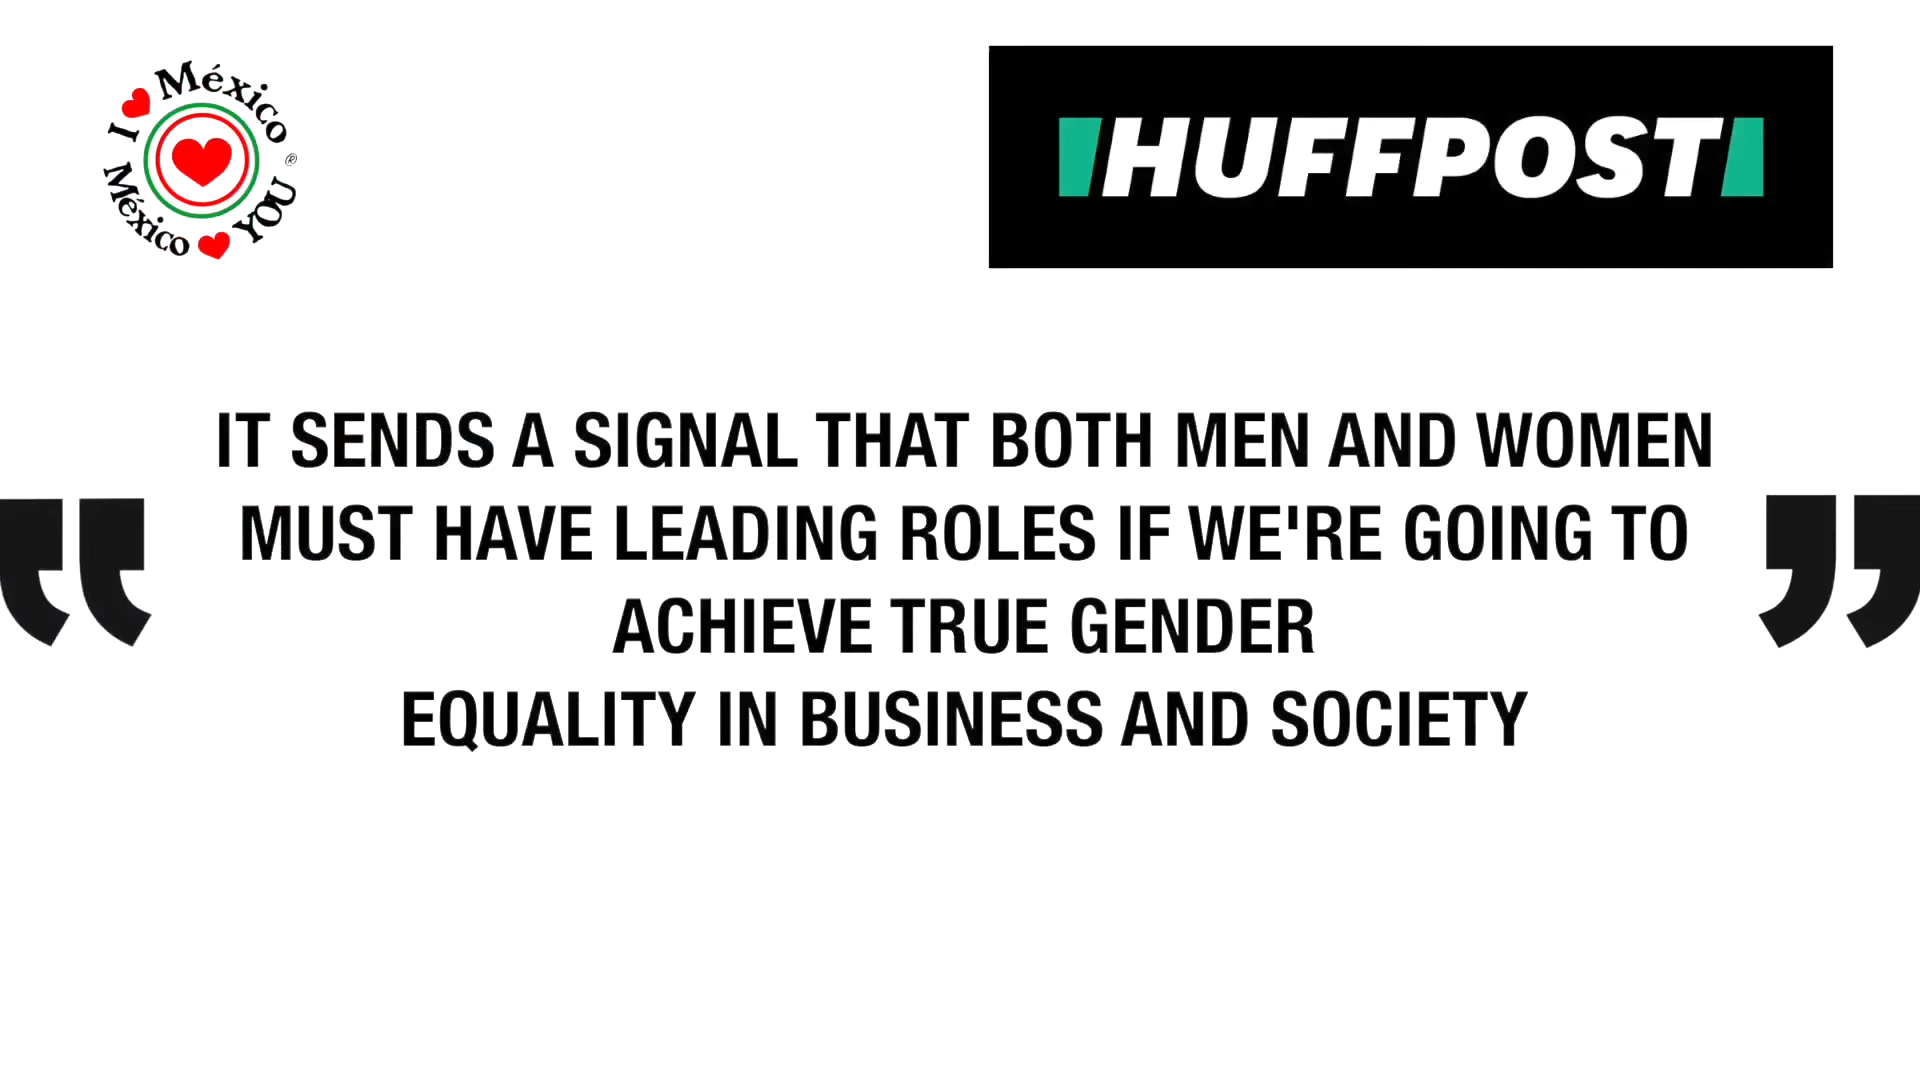 I México
México YOU ®
HUFFPOST
IT SENDS A SIGNAL THAT BOTH MEN AND WOMEN
MUST HAVE LEADING ROLES IF WE'RE GOING TO
ACHIEVE TRUE GENDER
EQUALITY IN BUSINESS AND SOCIETY